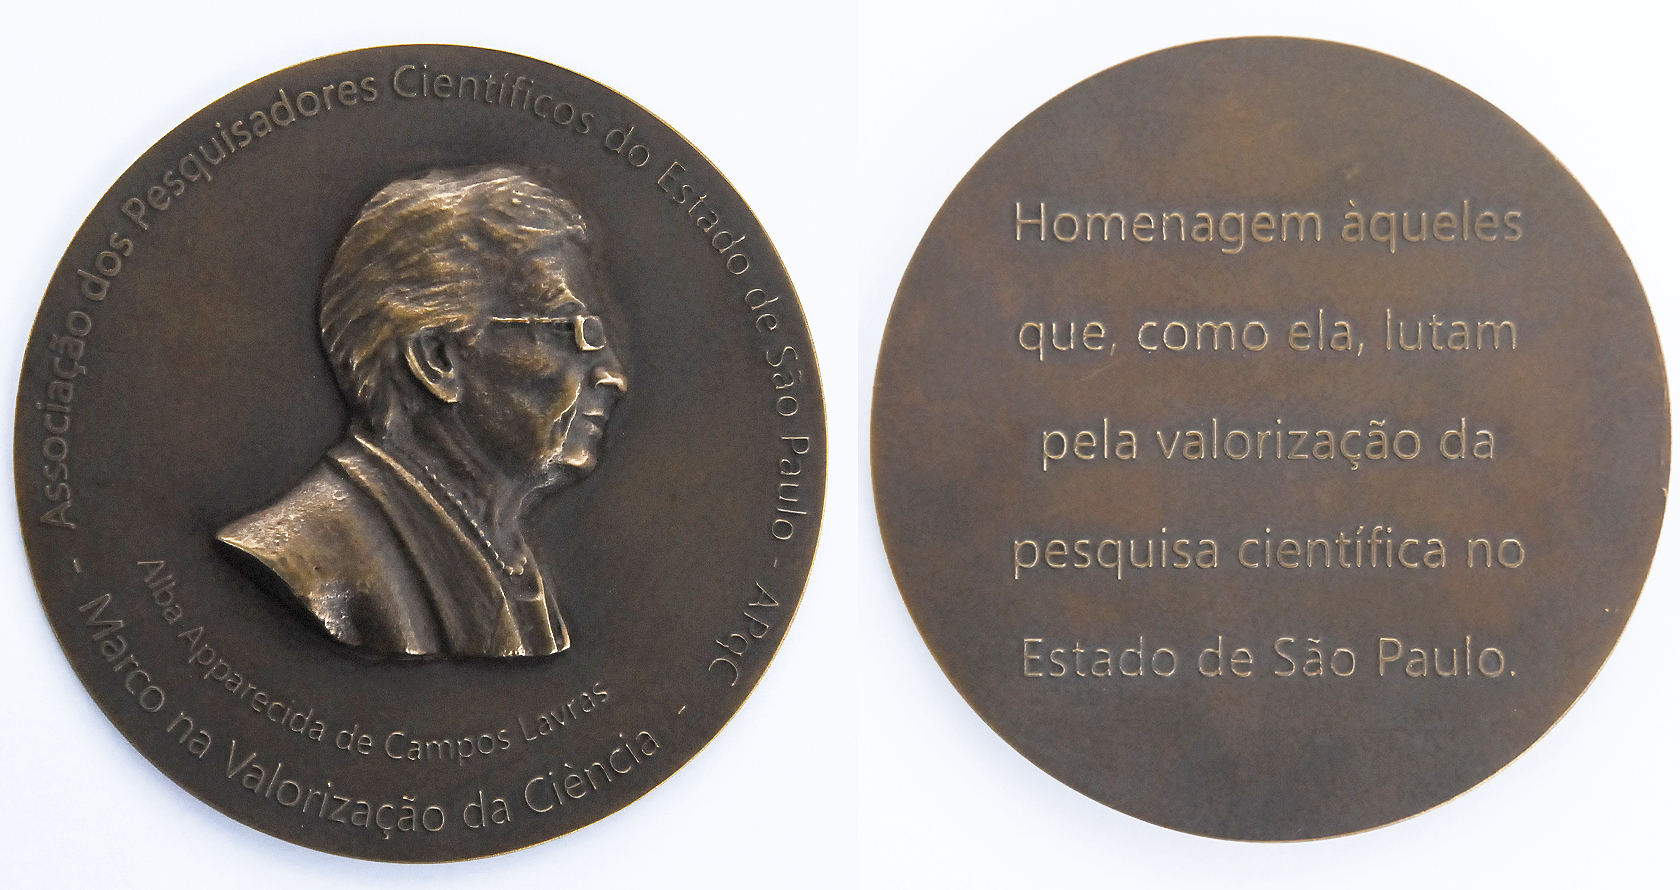 Associação dos Pesquisadores Científicos do Estado de São Paulo - APqC -
Alba Apparecida de Campos Lavras
- Marco na Valorização da Ciència
Homenagem àqueles
que, como ela, lutam
pela valorização da
pesquisa científica no
Estado de São Paulo.